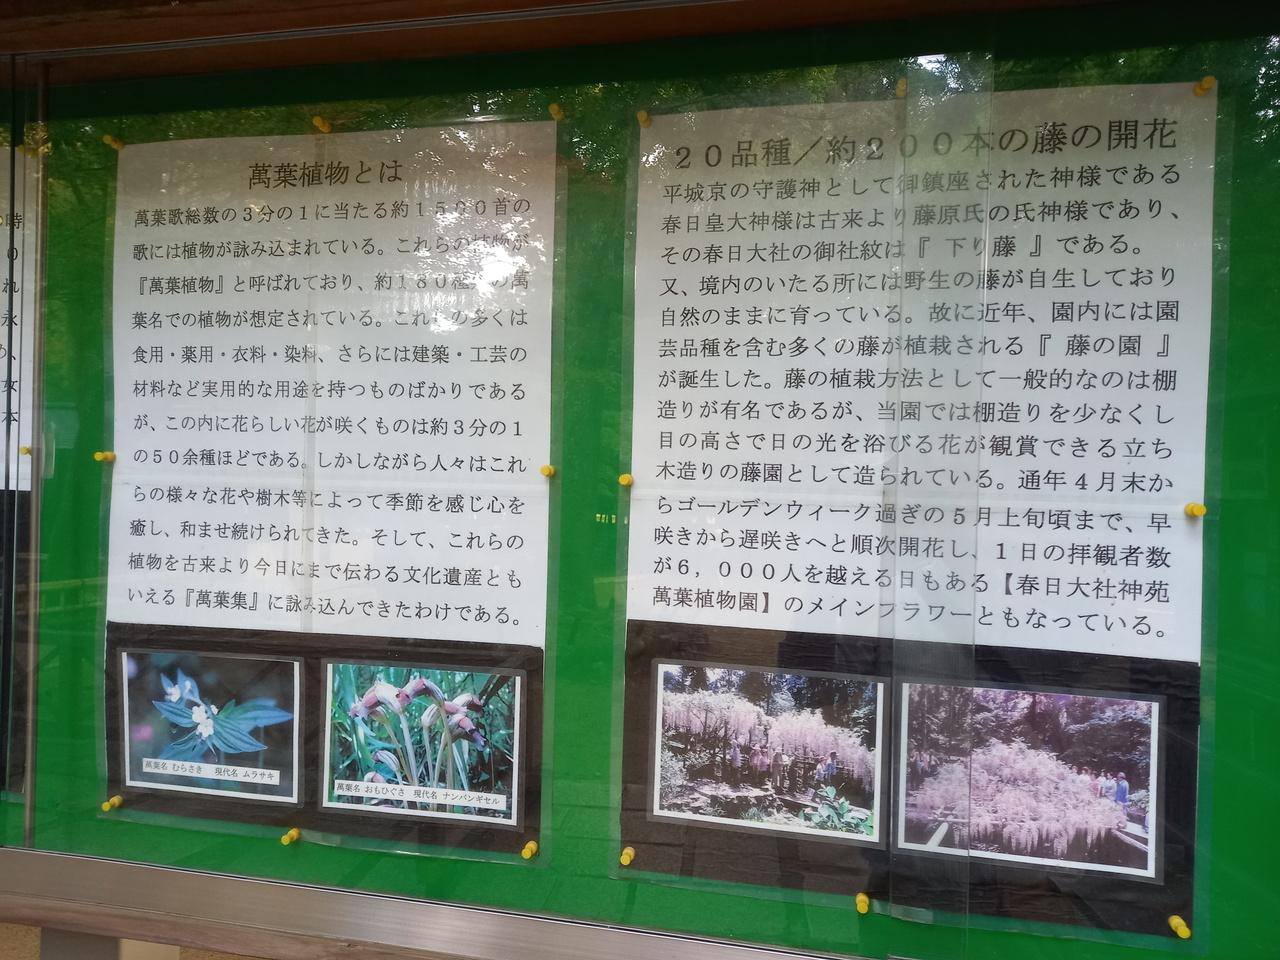 萬葉植物とは
萬葉歌総数の3分の1に当たる約1500首の
歌には植物が詠み込まれている。これらの植物が
『萬葉植物』と呼ばれており、約180種 の萬
葉名での植物が想定されている。これ の多くは
食用・薬用・衣料・染料、さらには建築・工芸の
材料など実用的な用途を持つものばかりである
が、この内に花らしい花が咲くものは約3分の1
の50余種ほどである。しかしながら人々はこれ
らの様々な花や樹木等によって季節を感じ心を
癒し、和ませ続けられてきた。そして、これらの
植物を古来より今日にまで伝わる文化遺産とも
いえる『萬葉集』に詠み込んできたわけである。
萬葉名 むらさき 現代名 ムラサキ
萬葉名 おもひぐさ 現代名 ナンバンギセル
20品種／約200本の藤の開花
平城京の守護神として御鎮座された神様である
春日皇大神様は古来より藤原氏の氏神様であり、
その春日大社の御社紋は『 下り藤 』である。
又、境内のいたる所には野生の藤が自生しており
自然のままに育っている。故に近年、園内には園
芸品種を含む多くの藤が植栽される『 藤の園 』
が誕生した。藤の植栽方法として一般的なのは棚
造りが有名であるが、当園では棚造りを少なくし
目の高さで日の光を浴びる花が観賞できる立ち
木造りの藤園として造られている。通年4月末か
らゴールデンウィーク過ぎの5月上旬頃まで、早
咲きから遅咲きへと順次開花し、1日の拝観者数
が6，000人を越える日もある【春日大社神苑
萬葉植物園】のメインフラワーともなっている。